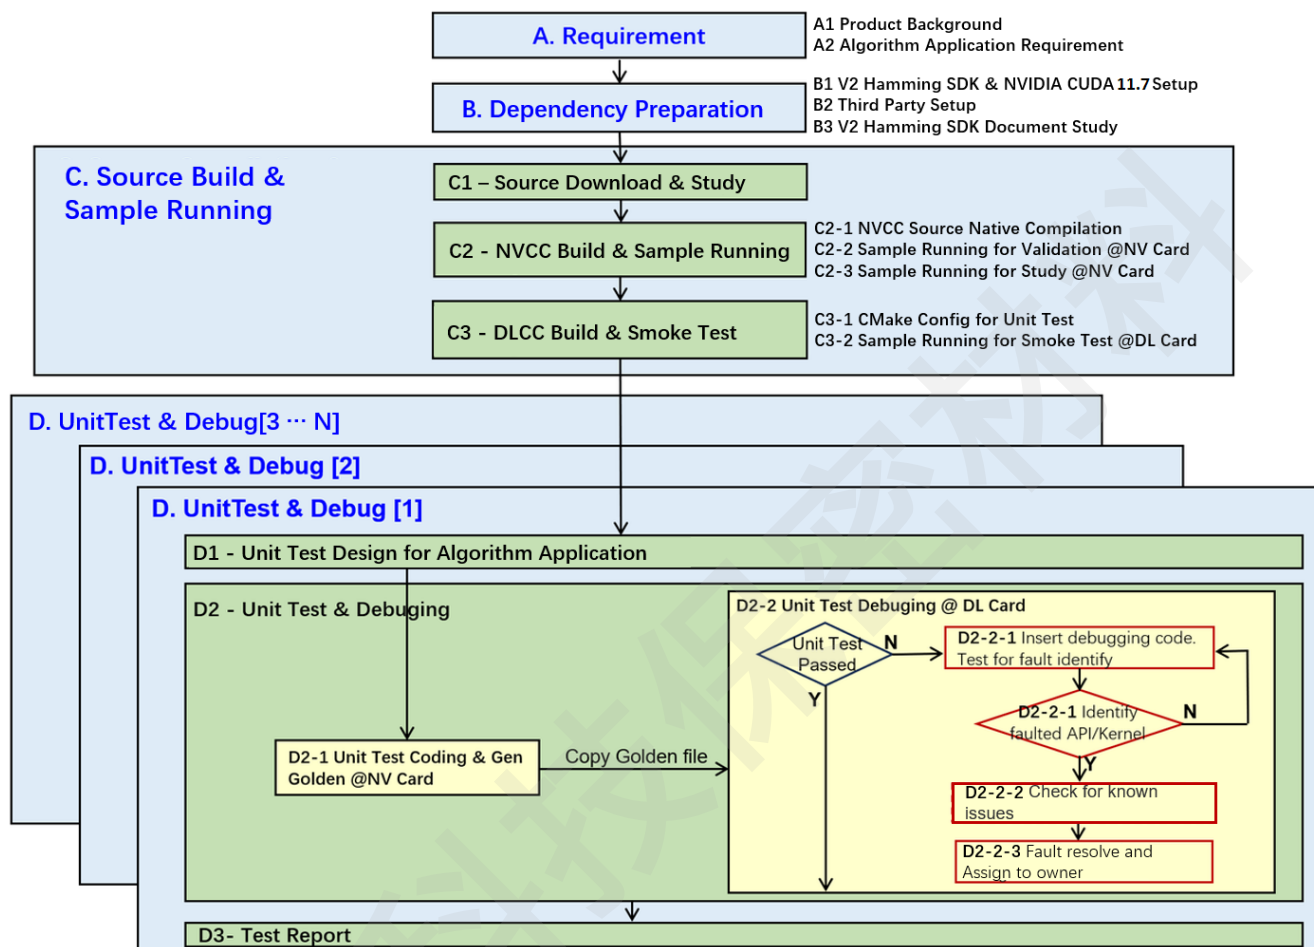 A. Requirement
A1 Product Background
A2 Algorithm Application Requirement
B. Dependency Preparation
B1 V2 Hamming SDK & NVIDIA CUDA 11.7 Setup
B2 Third Party Setup
B3 V2 Hamming SDK Document Study
C. Source Build &
Sample Running
C1 – Source Download & Study
C2 - NVCC Build & Sample Running
C2-1 NVCC Source Native Compilation
C2-2 Sample Running for Validation @NV Card
C2-3 Sample Running for Study @NV Card
C3 - DLCC Build & Smoke Test
C3-1 CMake Config for Unit Test
C3-2 Sample Running for Smoke Test @DL Card
D. UnitTest & Debug[3 ··· N]
D. UnitTest & Debug [2]
D. UnitTest & Debug [1]
D1 - Unit Test Design for Algorithm Application
D2 - Unit Test & Debuging
D2-1 Unit Test Coding & Gen
Golden @NV Card
Copy Golden file
D2-2 Unit Test Debuging @ DL Card
Unit Test
Passed
N
Y
D2-2-1 Insert debugging code.
Test for fault identify
D2-2-1 Identify
faulted API/Kernel
N
Y
D2-2-2 Check for known
issues
D2-2-3 Fault resolve and
Assign to owner
D3- Test Report
科技保密材料